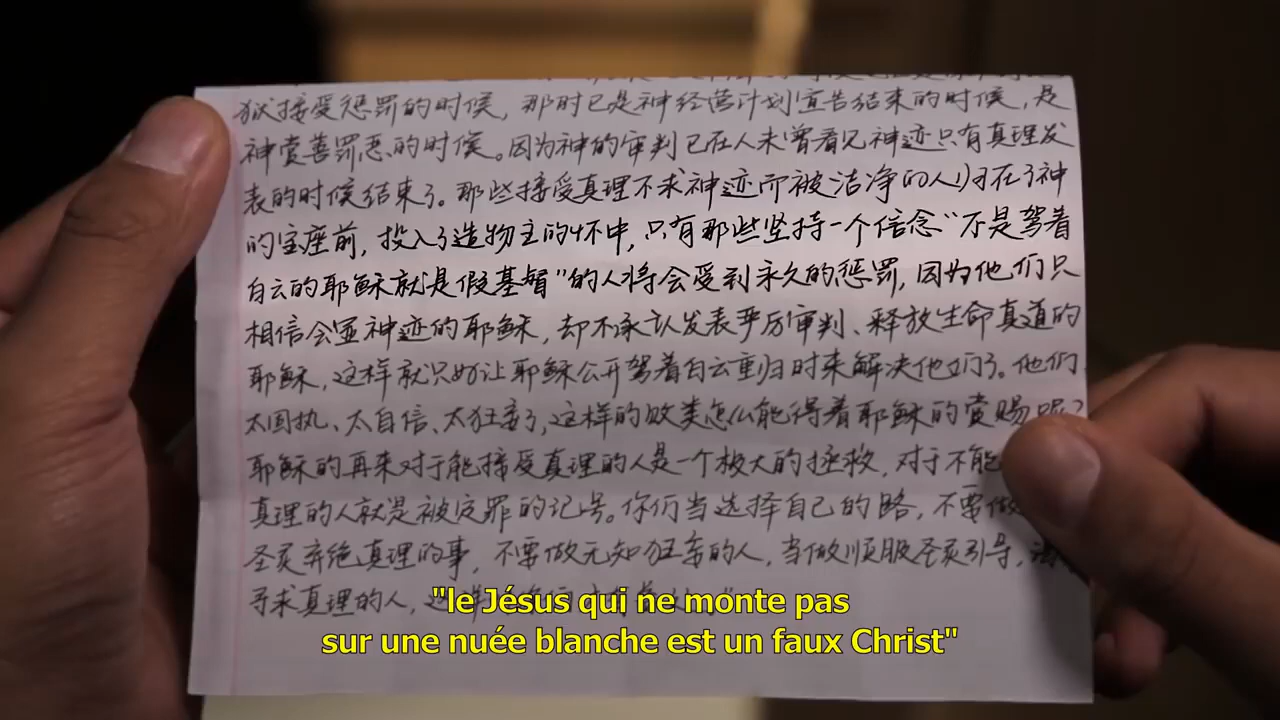 狱接受惩罚的时候，那时已是神经营计划宣告结束的时候，是
神赏善罚恶的时候。因为神的审判已在人未曾看见神迹只有真理发
表的时候结束了。那些接受真理不求神迹而被洁净的人归在了神
的宝座前，投入了造物主的怀中，只有那些坚持一个信念“不是驾着
白云的耶稣就是假基督”的人将会受到永久的惩罚，因为他们只
相信会显神迹的耶稣，却不承认发表严厉审判、释放生命真道的
耶稣，这样就只好让耶稣公开驾着白云重归时来解决他们了。他们
太固执、太自信、太狂妄了，这样的败类怎么能得着耶稣的赏赐呢？
耶稣的再来对于能接受真理的人是一个极大的拯救，对于不能
真理的人就是被定罪的记号。你们当选择自己的路，不要做
圣灵弃绝真理的事，不要做无知狂妄的人，当做顺服圣灵引导，
寻求真理的人，这样
"le Jésus qui ne monte pas
sur une nuée blanche est un faux Christ"